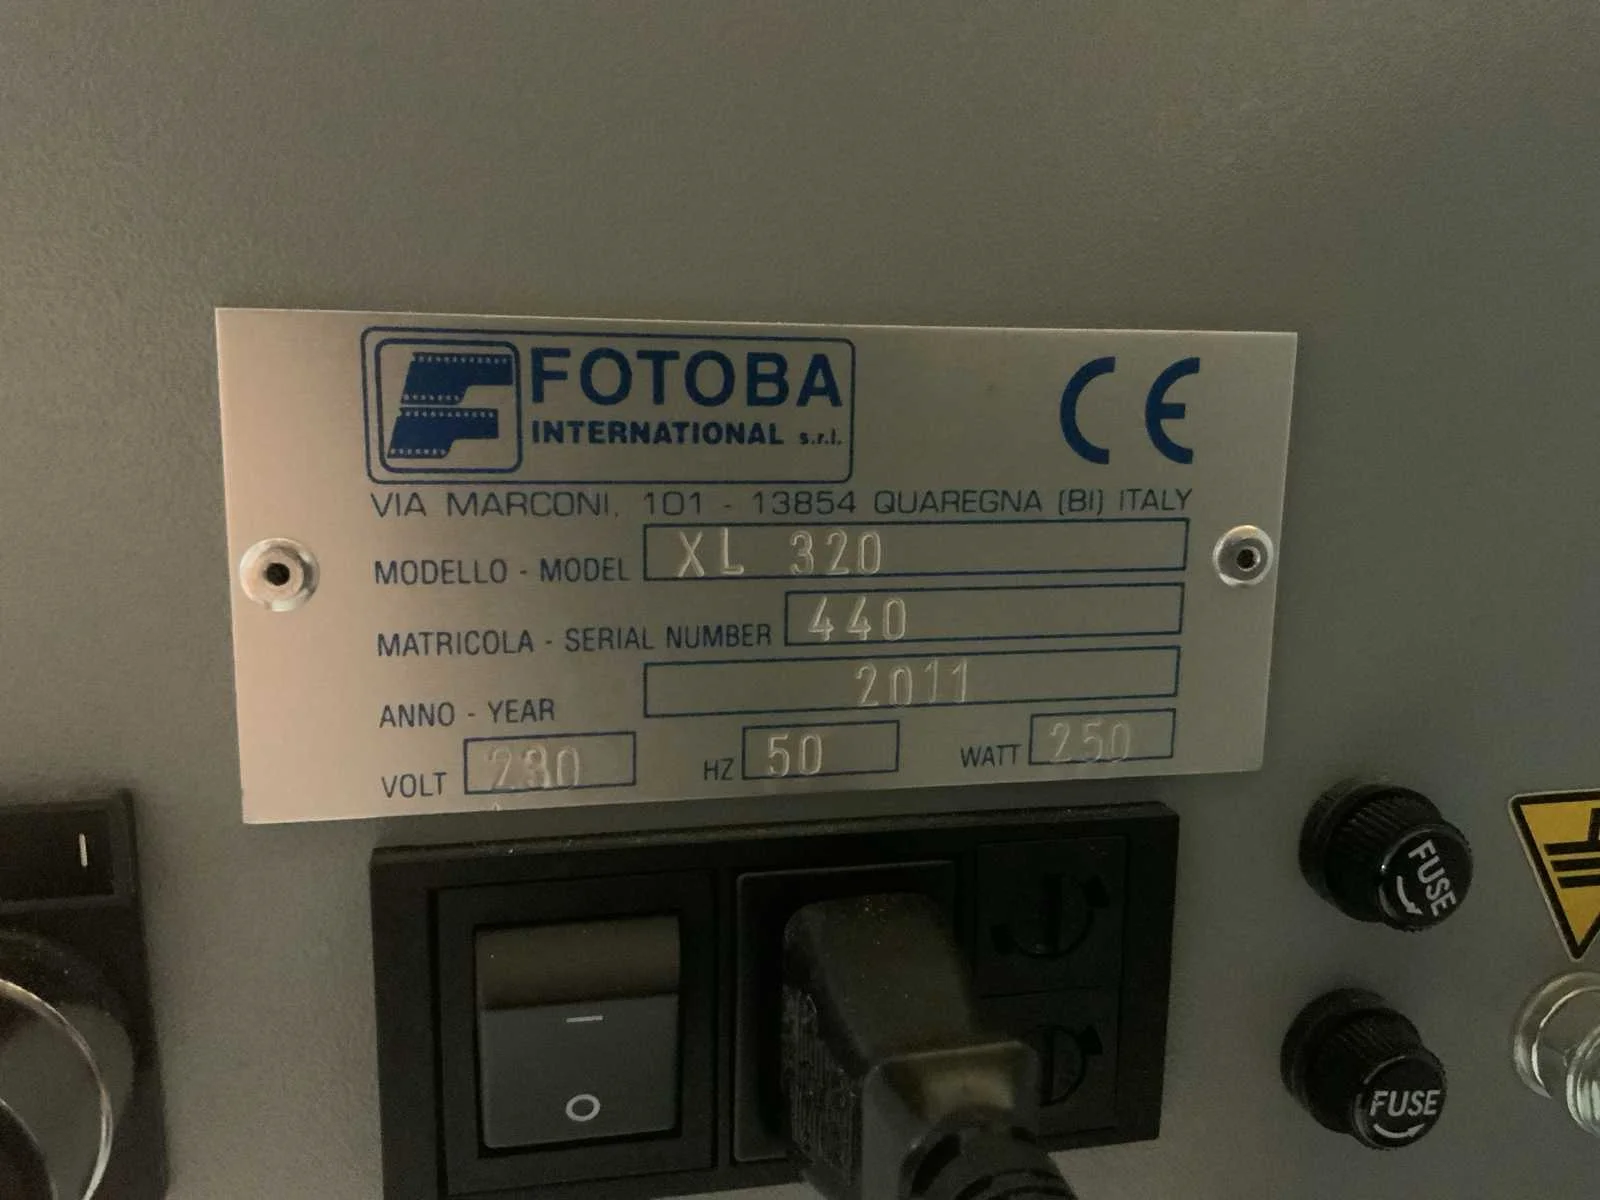 FOTOBA
INTERNATIONAL s.r.l.
CE
VIA MARCONI, 101 - 13854 QUAREGNA (BI) ITALY
MODELLO - MODEL XL 320
MATRICOLA - SERIAL NUMBER 440
ANNO - YEAR 2011
VOLT 230 HZ 50 WATT 250
FUSE
FUSE